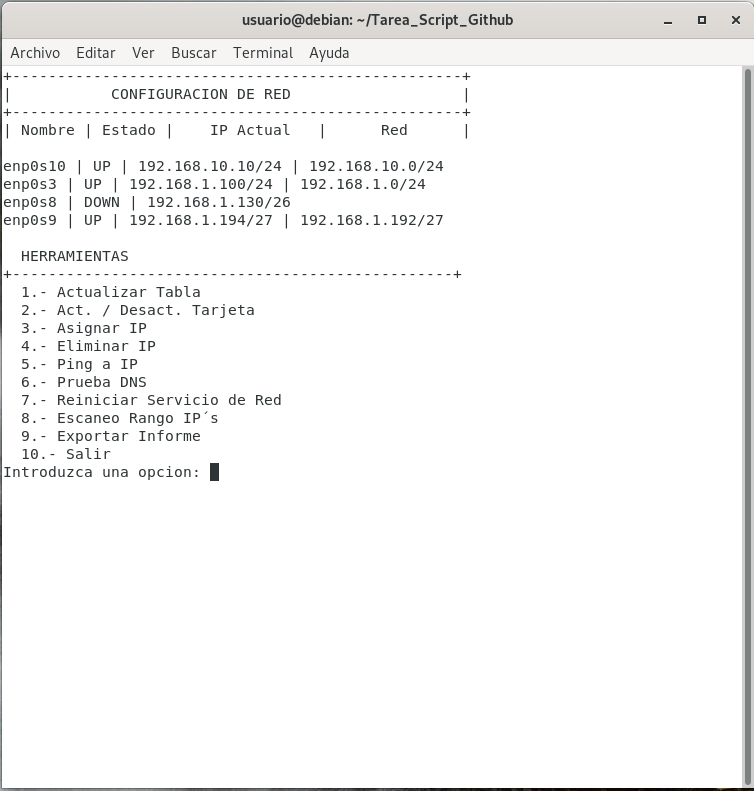 usuario@debian: ~/Tarea_Script_Github
Archivo Editar Ver Buscar Terminal Ayuda
+--------------------------------------------------+
| CONFIGURACION DE RED |
+--------------------------------------------------+
| Nombre | Estado | IP Actual | Red |
enp0s10 | UP | 192.168.10.10/24 | 192.168.10.0/24
enp0s3 | UP | 192.168.1.100/24 | 192.168.1.0/24
enp0s8 | DOWN | 192.168.1.130/26
enp0s9 | UP | 192.168.1.194/27 | 192.168.1.192/27
HERRAMIENTAS
+-------------------------------------------------+
1.- Actualizar Tabla
2.- Act. / Desact. Tarjeta
3.- Asignar IP
4.- Eliminar IP
5.- Ping a IP
6.- Prueba DNS
7.- Reiniciar Servicio de Red
8.- Escaneo Rango IP´s
9.- Exportar Informe
10.- Salir
Introduzca una opcion: